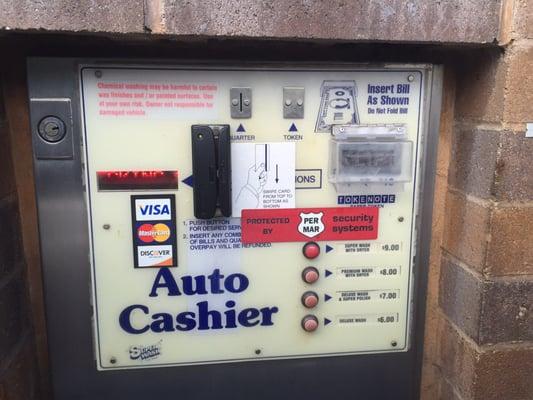 Chemical washing may be harmful to certain
wax finishes and / or painted surfaces. Use
at your own risk. Owner not responsible for
damaged vehicle.
QUARTER
TOKEN
Insert Bill
As Shown
Do Not Fold Bill
SWIPE CARD
FROM TOP
TO BOTTOM
AS
SHOWN
IONS
TOKENOTE
VISA
MasterCard
DISCOVER
1. PUSH BUTTON
FOR DESIRED SER
2. INSERT ANY COMB
OF BILLS AND QUA
OVERPAY WILL BE REFUNDED.
PROTECTED
BY
PER
MAR
security
systems
SUPER WASH
WITH DRYER
$9.00
PREMIUM WASH
WITH DRYER
$8.00
DELUXE WASH
& SUPER POLISH
$7.00
DELUXE WASH
$6.00
Auto
Cashier